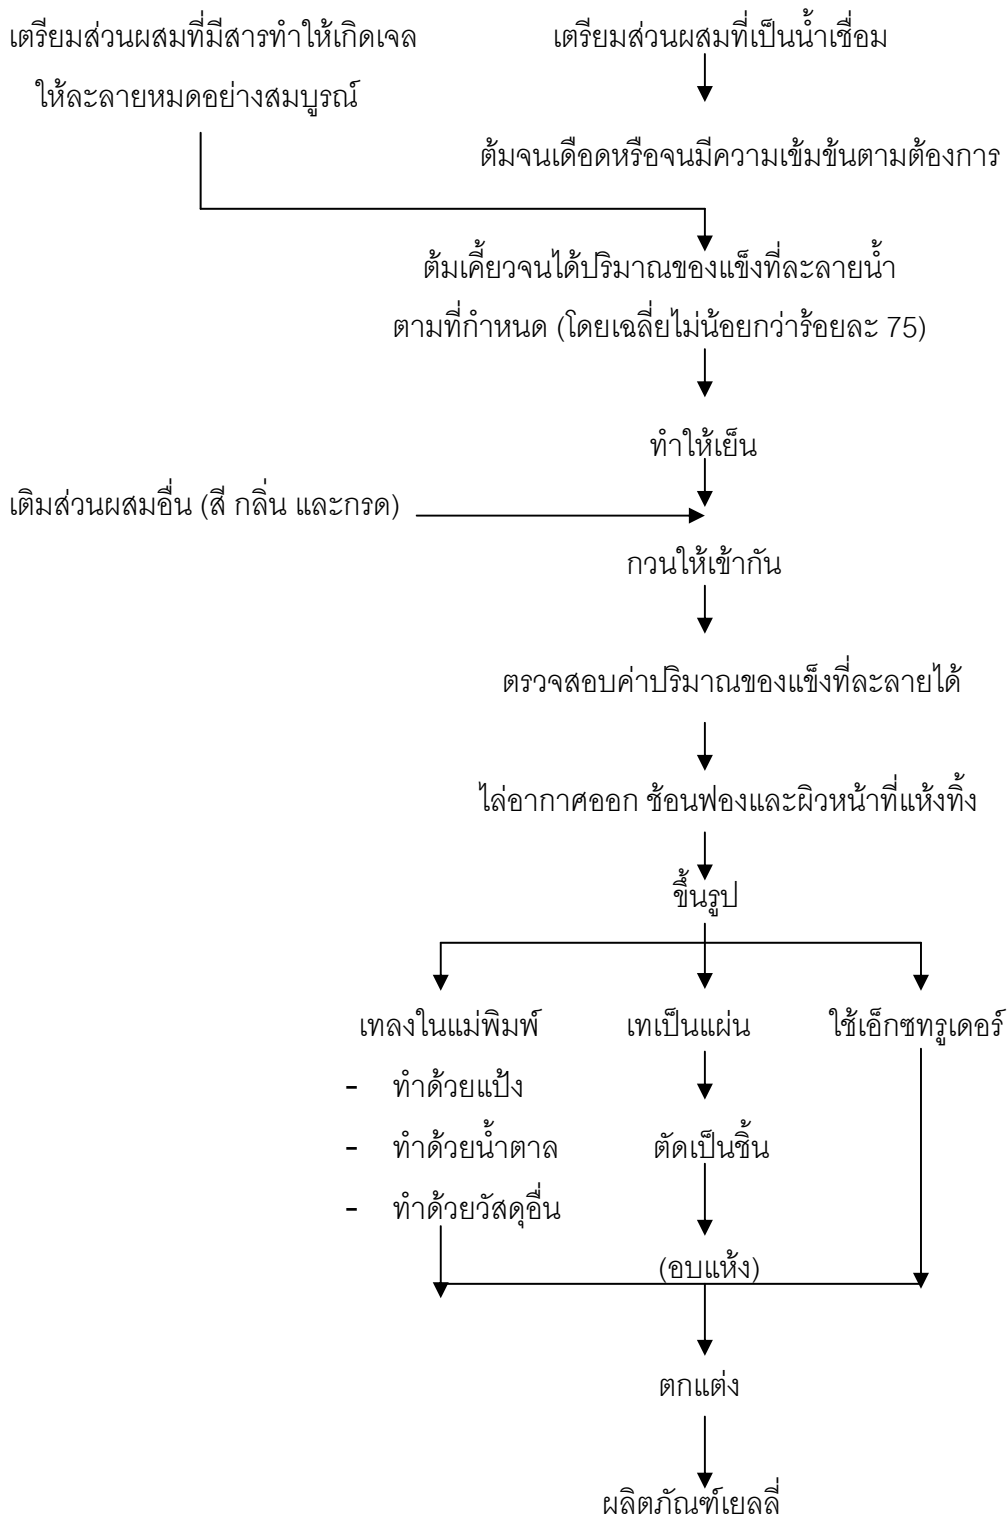 เตรียมส่วนผสมที่มีสารทำให้เกิดเจล
ให้ละลายหมดอย่างสมบูรณ์
เตรียมส่วนผสมที่เป็นน้ำเชื่อม
ต้มจนเดือดหรือจนมีความเข้มข้นตามต้องการ
ต้มเคี้ยวจนได้ปริมาณของแข็งที่ละลายน้ำ
ตามที่กำหนด (โดยเฉลี่ยไม่น้อยกว่าร้อยละ 75)
ทำให้เย็น
เติมส่วนผสมอื่น (สี กลิ่น และกรด)
กวนให้เข้ากัน
ตรวจสอบค่าปริมาณของแข็งที่ละลายได้
ไล่อากาศออก ช้อนฟองและผิวหน้าที่แห้งทิ้ง
ขึ้นรูป
เทลงในแม่พิมพ์
- ทำด้วยแป้ง
- ทำด้วยน้ำตาล
- ทำด้วยวัสดุอื่น
เทเป็นแผ่น
ตัดเป็นชิ้น
ใช้เอ็กซทรูเดอร์
(อบแห้ง)
ตกแต่ง
ผลิตภัณฑ์เยลลี่